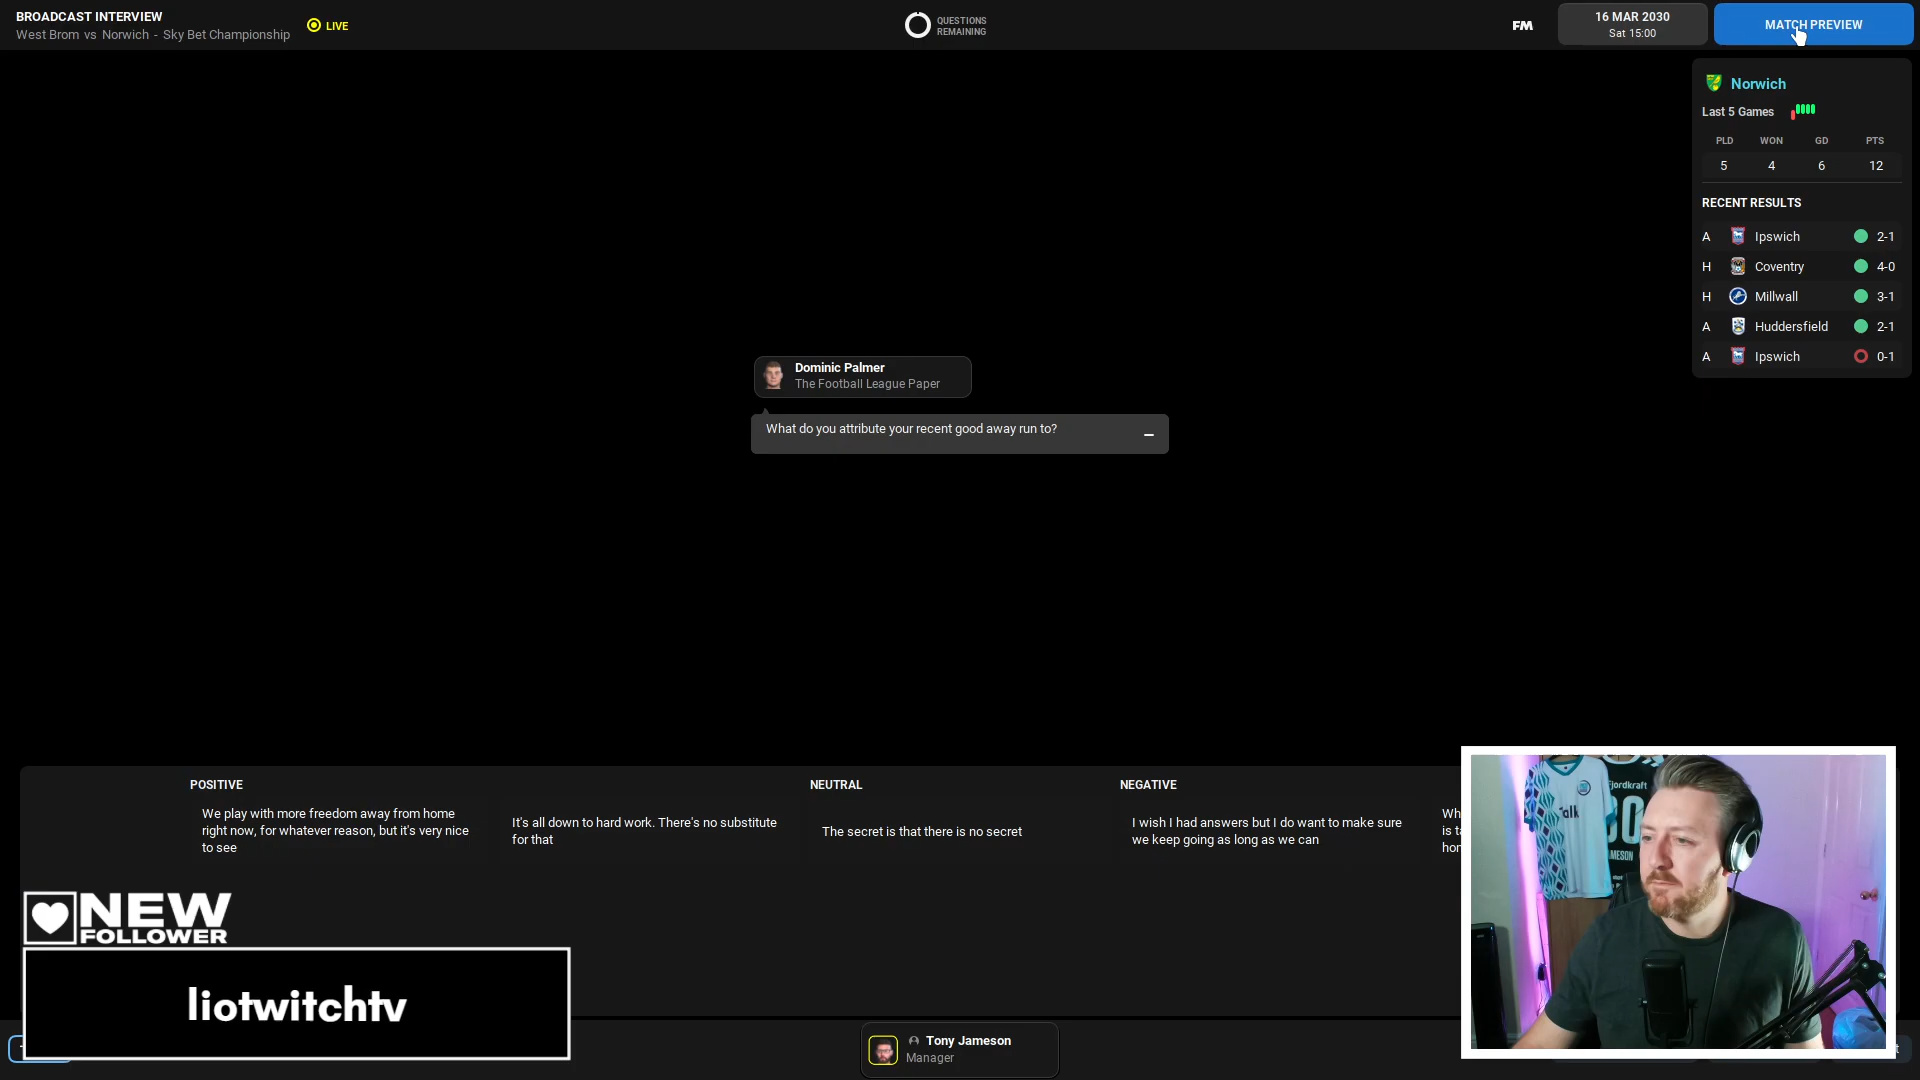 BROADCAST INTERVIEW
West Brom vs Norwich - Sky Bet Championship
LIVE
QUESTIONS
REMAINING
FM
16 MAR 2030
Sat 15:00
MATCH PREVIEW
Norwich
Last 5 Games
PLD WON GD PTS
5 4 6 12
RECENT RESULTS
A Ipswich 2-1
H Coventry 4-0
H Millwall 3-1
A Huddersfield 2-1
A Ipswich 0-1
Dominic Palmer
The Football League Paper
What do you attribute your recent good away run to?
POSITIVE
We play with more freedom away from home
right now, for whatever reason, but it's very nice
to see
It's all down to hard work. There's no substitute
for that
NEUTRAL
The secret is that there is no secret
NEGATIVE
I wish I had answers but I do want to make sure
we keep going as long as we can
NEW
FOLLOWER
liotwitchtv
Tony Jameson
Manager
Fjordkraft
Talk